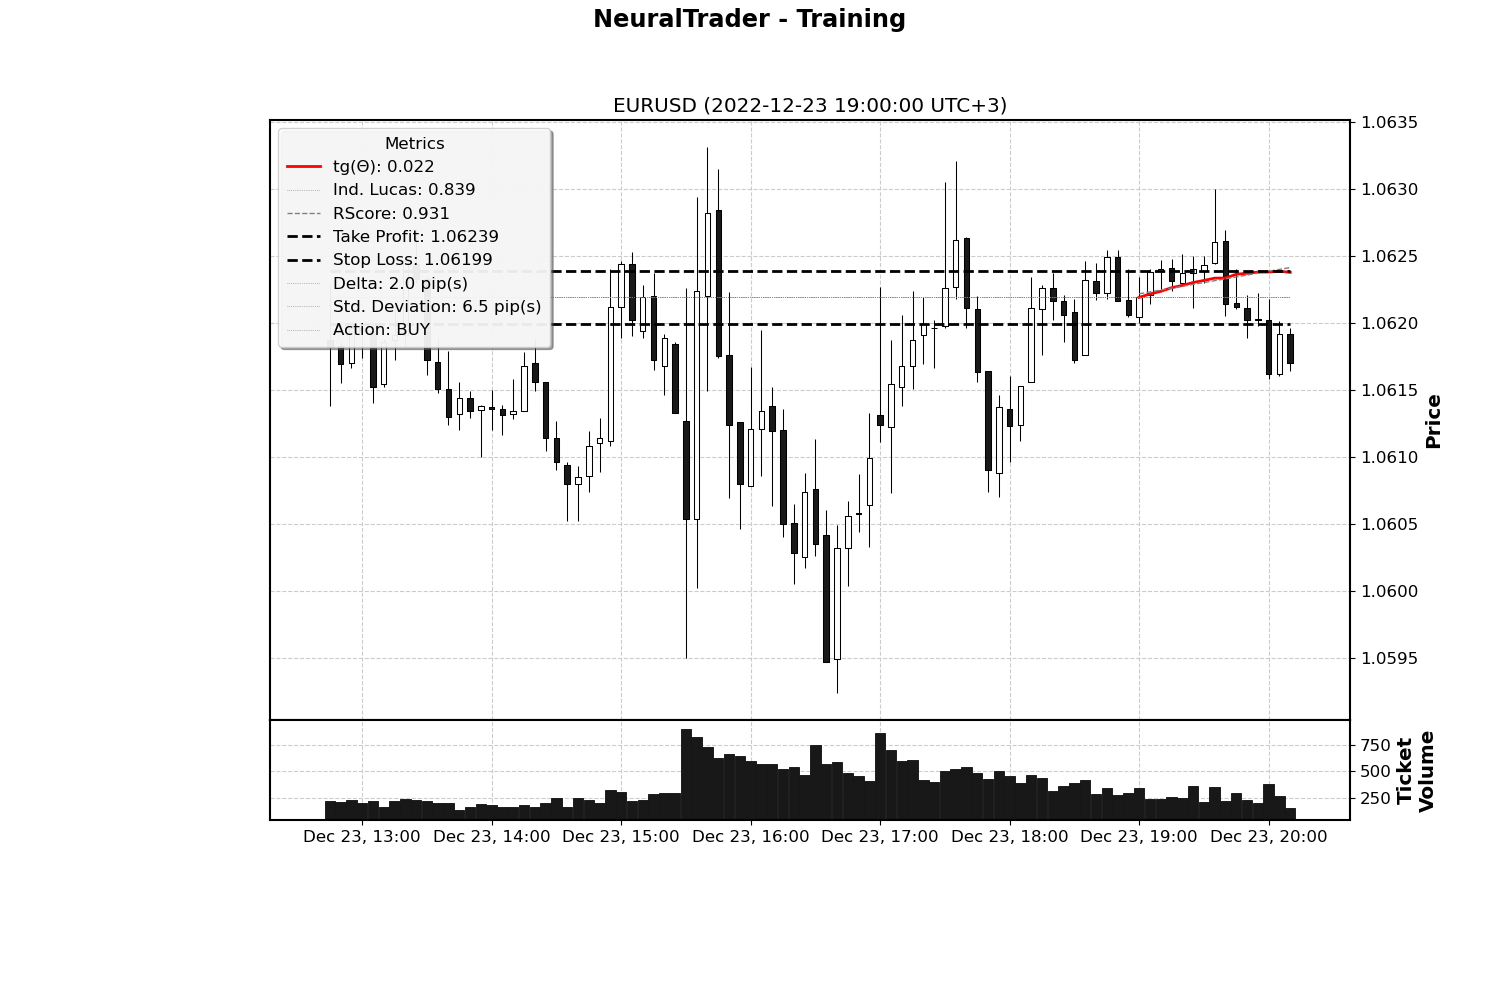 NeuralTrader - Training
EURUSD (2022-12-23 19:00:00 UTC+3)
Metrics
tg(Θ): 0.022
Ind. Lucas: 0.839
RScore: 0.931
Take Profit: 1.06239
Stop Loss: 1.06199
Delta: 2.0 pip(s)
Std. Deviation: 6.5 pip(s)
Action: BUY
1.0635
1.0630
1.0625
1.0620
1.0615
1.0610
1.0605
1.0600
1.0595
Price
750
500
250
Ticket
Volume
Dec 23, 13:00 Dec 23, 14:00 Dec 23, 15:00 Dec 23, 16:00 Dec 23, 17:00 Dec 23, 18:00 Dec 23, 19:00 Dec 23, 20:00